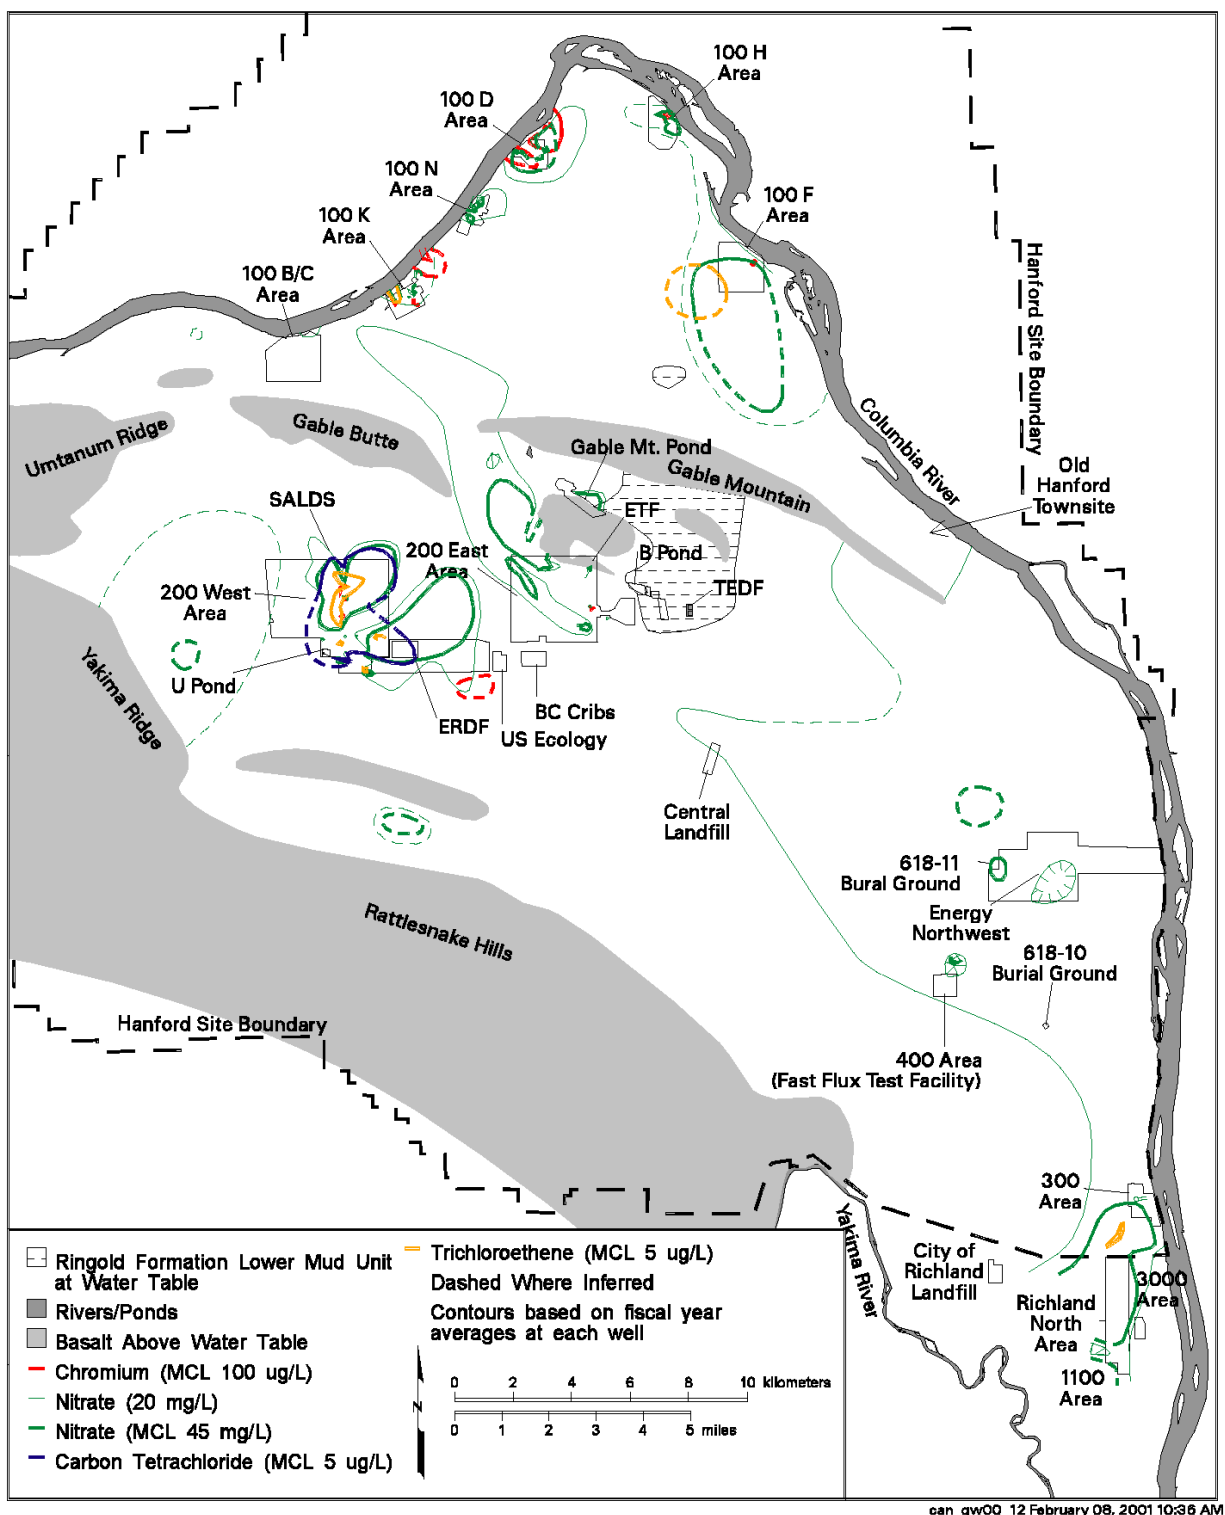 100 H
Area
100 D
Area
100 N
Area
100 K
Area
100 F
Area
100 B/C
Area
Hanford Site Boundary
Columbia River
Umtanum Ridge
Gable Butte
Gable Mt. Pond
Gable Mountain
Old
Hanford
Townsite
SALDS
ETF
200 East
Area
B Pond
200 West
Area
TEDF
U Pond
Yakima Ridge
ERDF
BC Cribs
US Ecology
Central
Landfill
618-11
Bural Ground
Energy
Northwest
Rattlesnake Hills
618-10
Burial Ground
Hanford Site Boundary
400 Area
(Fast Flux Test Facility)
300
Area
Yakima River
City of
Richland
Landfill
3000
Area
Richland
North
Area
1100
Area
Ringold Formation Lower Mud Unit
at Water Table
Rivers/Ponds
Basalt Above Water Table
Chromium (MCL 100 ug/L)
Nitrate (20 mg/L)
Nitrate (MCL 45 mg/L)
Carbon Tetrachloride (MCL 5 ug/L)
Trichloroethene (MCL 5 ug/L)
Dashed Where Inferred
Contours based on fiscal year
averages at each well
N
0 2 4 6 8 10 kilometers
0 1 2 3 4 5 miles
can_gw00_12 February 08, 2001 10:36 AM